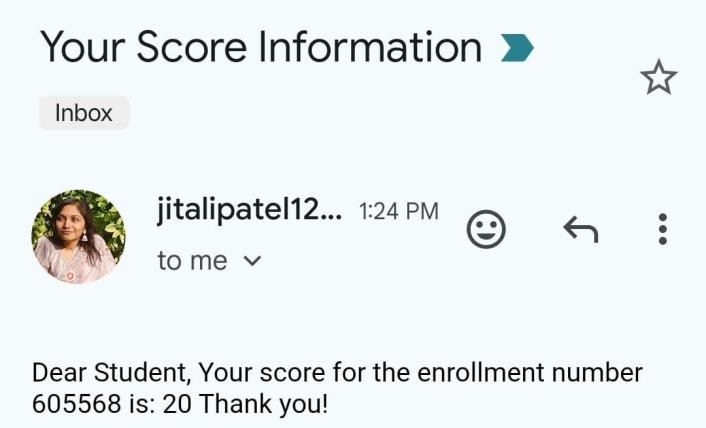 Your Score Information
Inbox
jitalipatel12... 1:24 PM
to me
Dear Student, Your score for the enrollment number
605568 is: 20 Thank you!